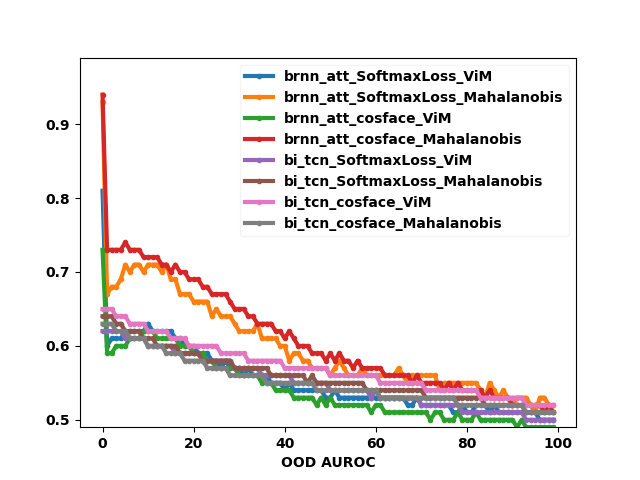 brnn_att_SoftmaxLoss_ViM
brnn_att_SoftmaxLoss_Mahalanobis
brnn_att_cosface_ViM
brnn_att_cosface_Mahalanobis
bi_tcn_SoftmaxLoss_ViM
bi_tcn_SoftmaxLoss_Mahalanobis
bi_tcn_cosface_ViM
bi_tcn_cosface_Mahalanobis
0.9
0.8
0.7
0.6
0.5
0 20 40 60 80 100
OOD AUROC